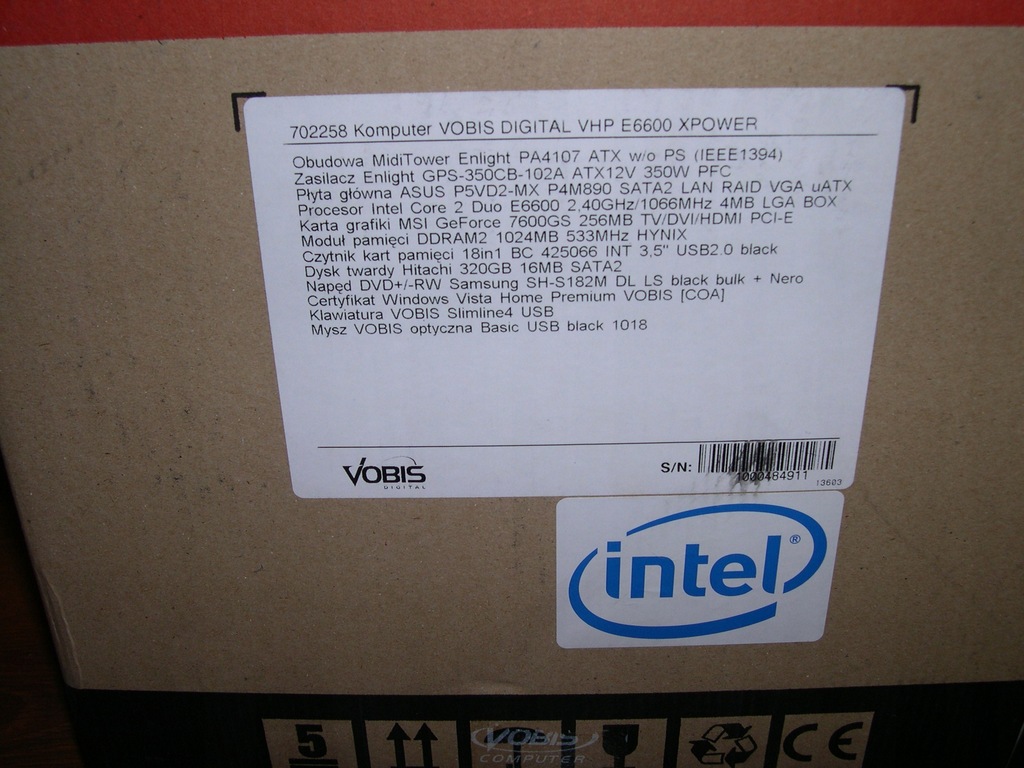 702258 Komputer VOBIS DIGITAL VHP E6600 XPOWER
Obudowa MidiTower Enlight PA4107 ATX w/o PS (IEEE1394)
Zasilacz Enlight GPS-350CB-102A ATX12V 350W PFC
Płyta główna ASUS P5VD2-MX P4M890 SATA2 LAN RAID VGA uATX
Procesor Intel Core 2 Duo E6600 2,40GHz/1066MHz 4MB LGA BOX
Karta grafiki MSI GeForce 7600GS 256MB TV/DVI/HDMI PCI-E
Moduł pamięci DDRAM2 1024MB 533MHz HYNIX
Czytnik kart pamięci 18in1 BC 425066 INT 3,5" USB2.0 black
Dysk twardy Hitachi 320GB 16MB SATA2
Napęd DVD+/-RW Samsung SH-S182M DL LS black bulk + Nero
Certyfikat Windows Vista Home Premium VOBIS [COA]
Klawiatura VOBIS Slimline4 USB
Mysz VOBIS optyczna Basic USB black 1018
VOBIS
DIGITAL
S/N:
1000484911
13603
intel®
5
VOBIS
COMPUTER
CE